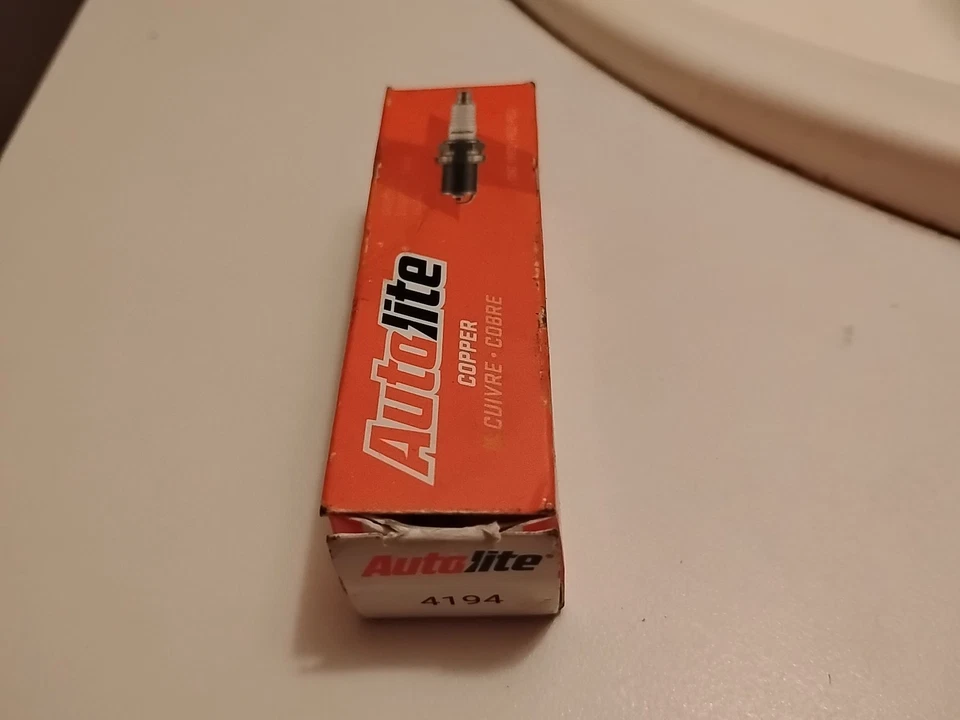 Autolite
COPPER
CUIVRE • COBRE
Autolite®
4194